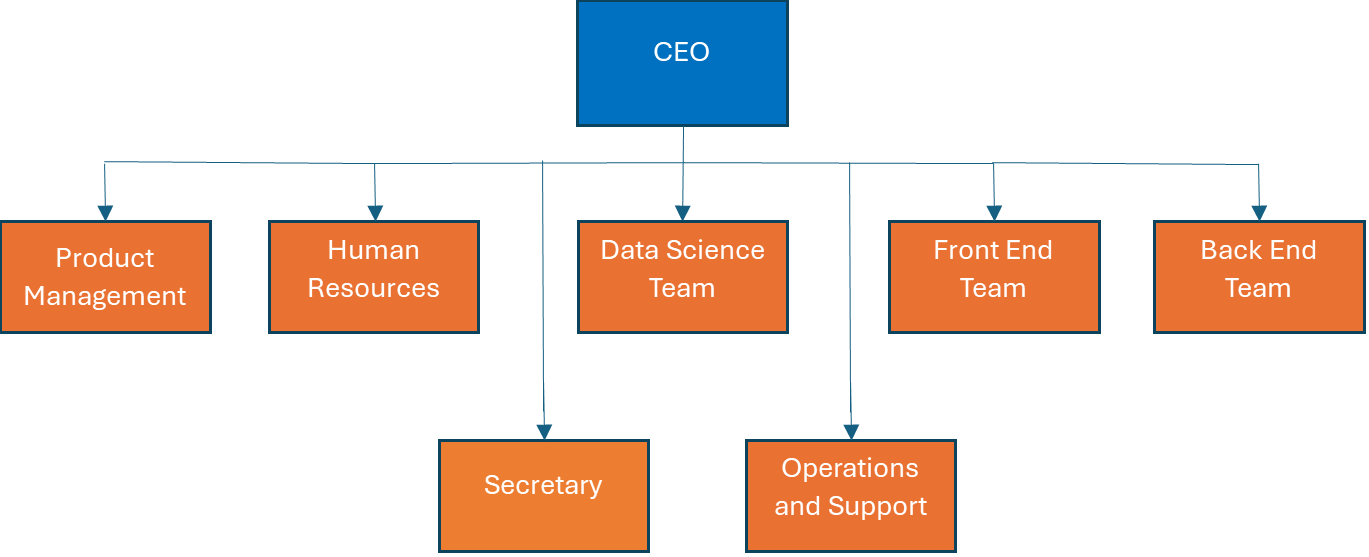 CEO
Product
Management
Human
Resources
Data Science
Team
Front End
Team
Back End
Team
Secretary
Operations
and Support